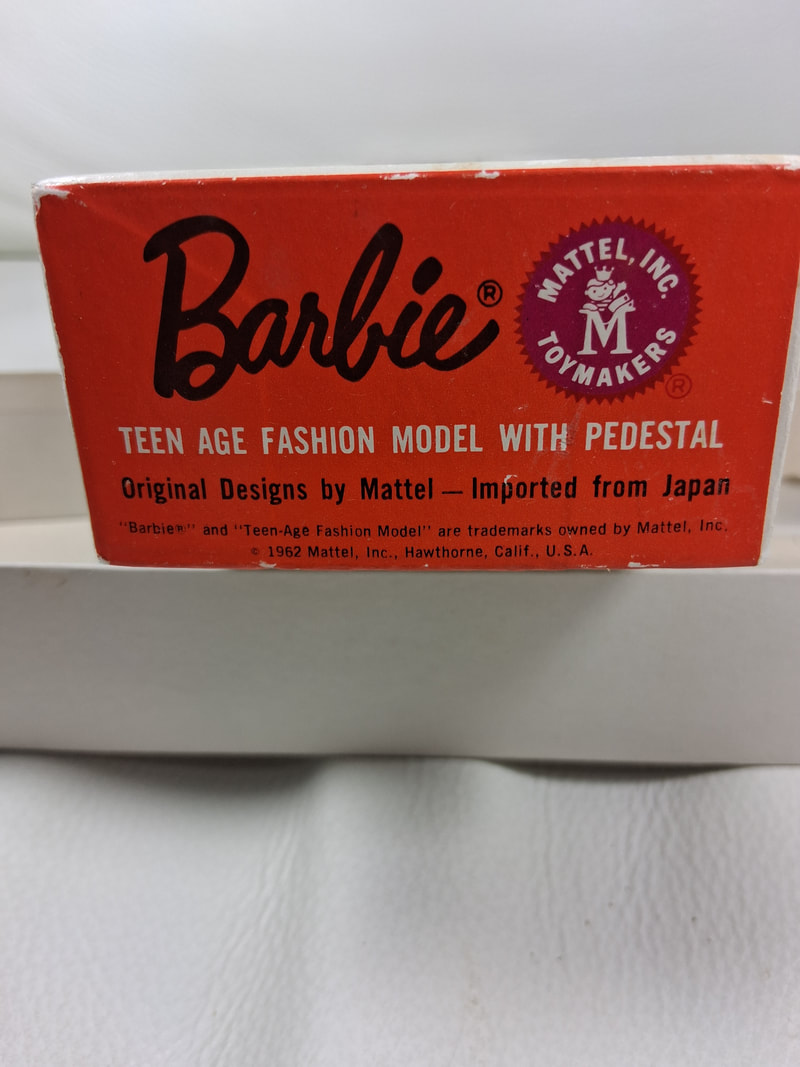 Barbie®
MATTEL, INC.
M
TOYMAKERS
®
TEEN AGE FASHION MODEL WITH PEDESTAL
Original Designs by Mattel — Imported from Japan
"Barbie®" and "Teen-Age Fashion Model" are trademarks owned by Mattel, Inc.
© 1962 Mattel, Inc., Hawthorne, Calif., U.S.A.